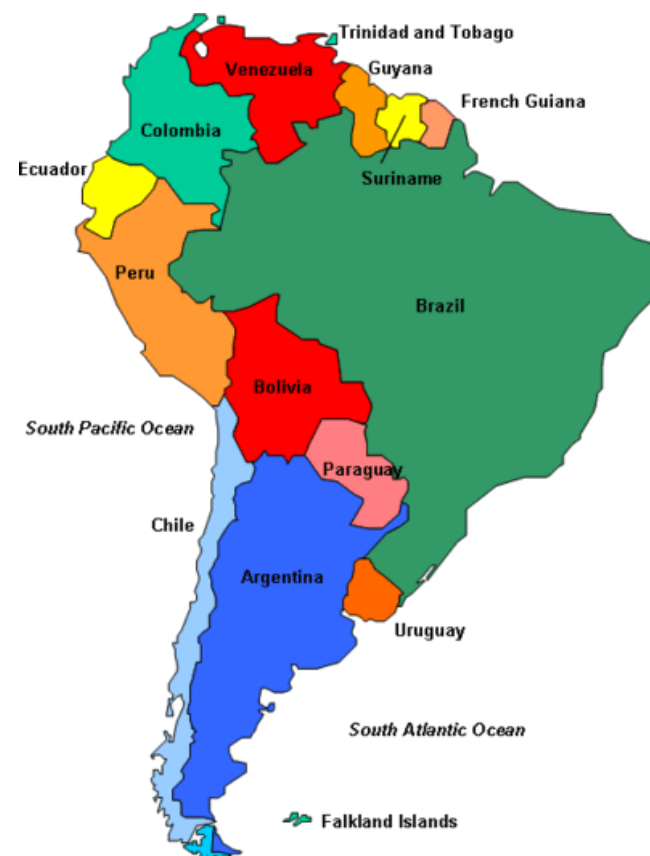 Trinidad and Tobago
Venezuela
Guyana
French Guiana
Colombia
Ecuador
Suriname
Peru
Brazil
Bolivia
South Pacific Ocean
Paraguay
Chile
Argentina
Uruguay
South Atlantic Ocean
Falkland Islands